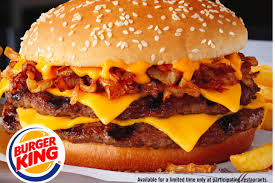 BURGER
KING
Available for a limited time only at participating restaurants.